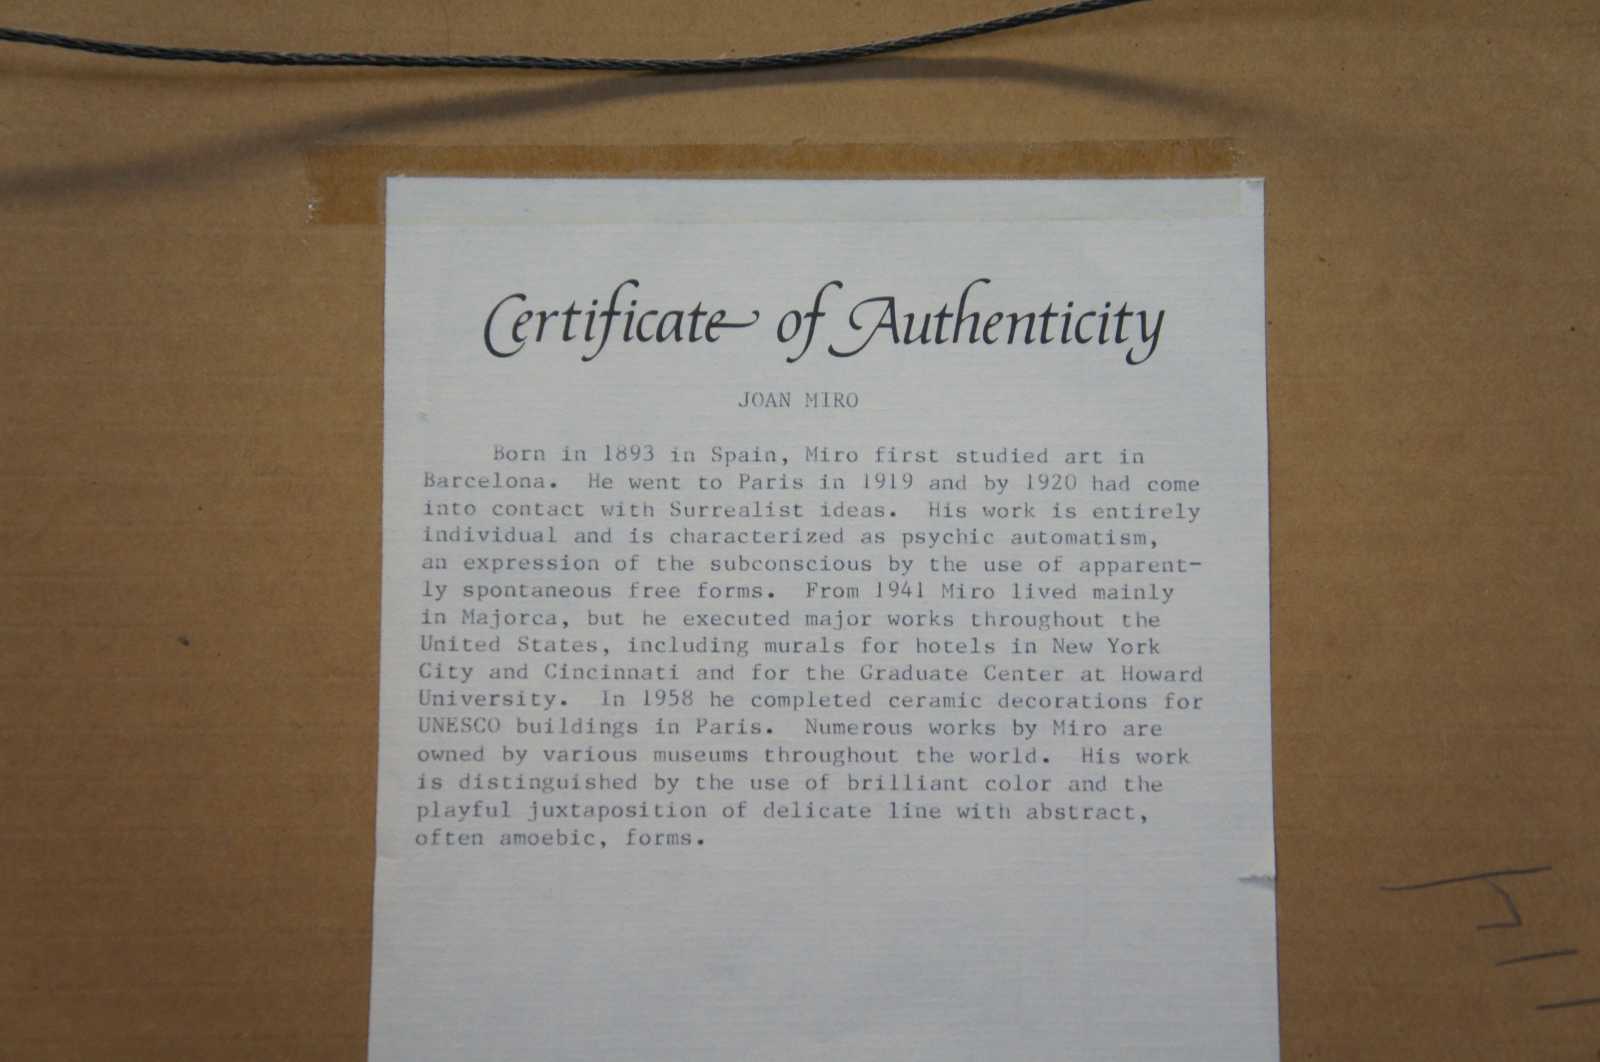 Certificate of Authenticity
JOAN MIRO
Born in 1893 in Spain, Miro first studied art in
Barcelona. He went to Paris in 1919 and by 1920 had come
into contact with Surrealist ideas. His work is entirely
individual and is characterized as psychic automatism,
an expression of the subconscious by the use of apparent-
ly spontaneous free forms. From 1941 Miro lived mainly
in Majorca, but he executed major works throughout the
United States, including murals for hotels in New York
City and Cincinnati and for the Graduate Center at Howard
University. In 1958 he completed ceramic decorations for
UNESCO buildings in Paris. Numerous works by Miro are
owned by various museums throughout the world. His work
is distinguished by the use of brilliant color and the
playful juxtaposition of delicate line with abstract,
often amoebic, forms.